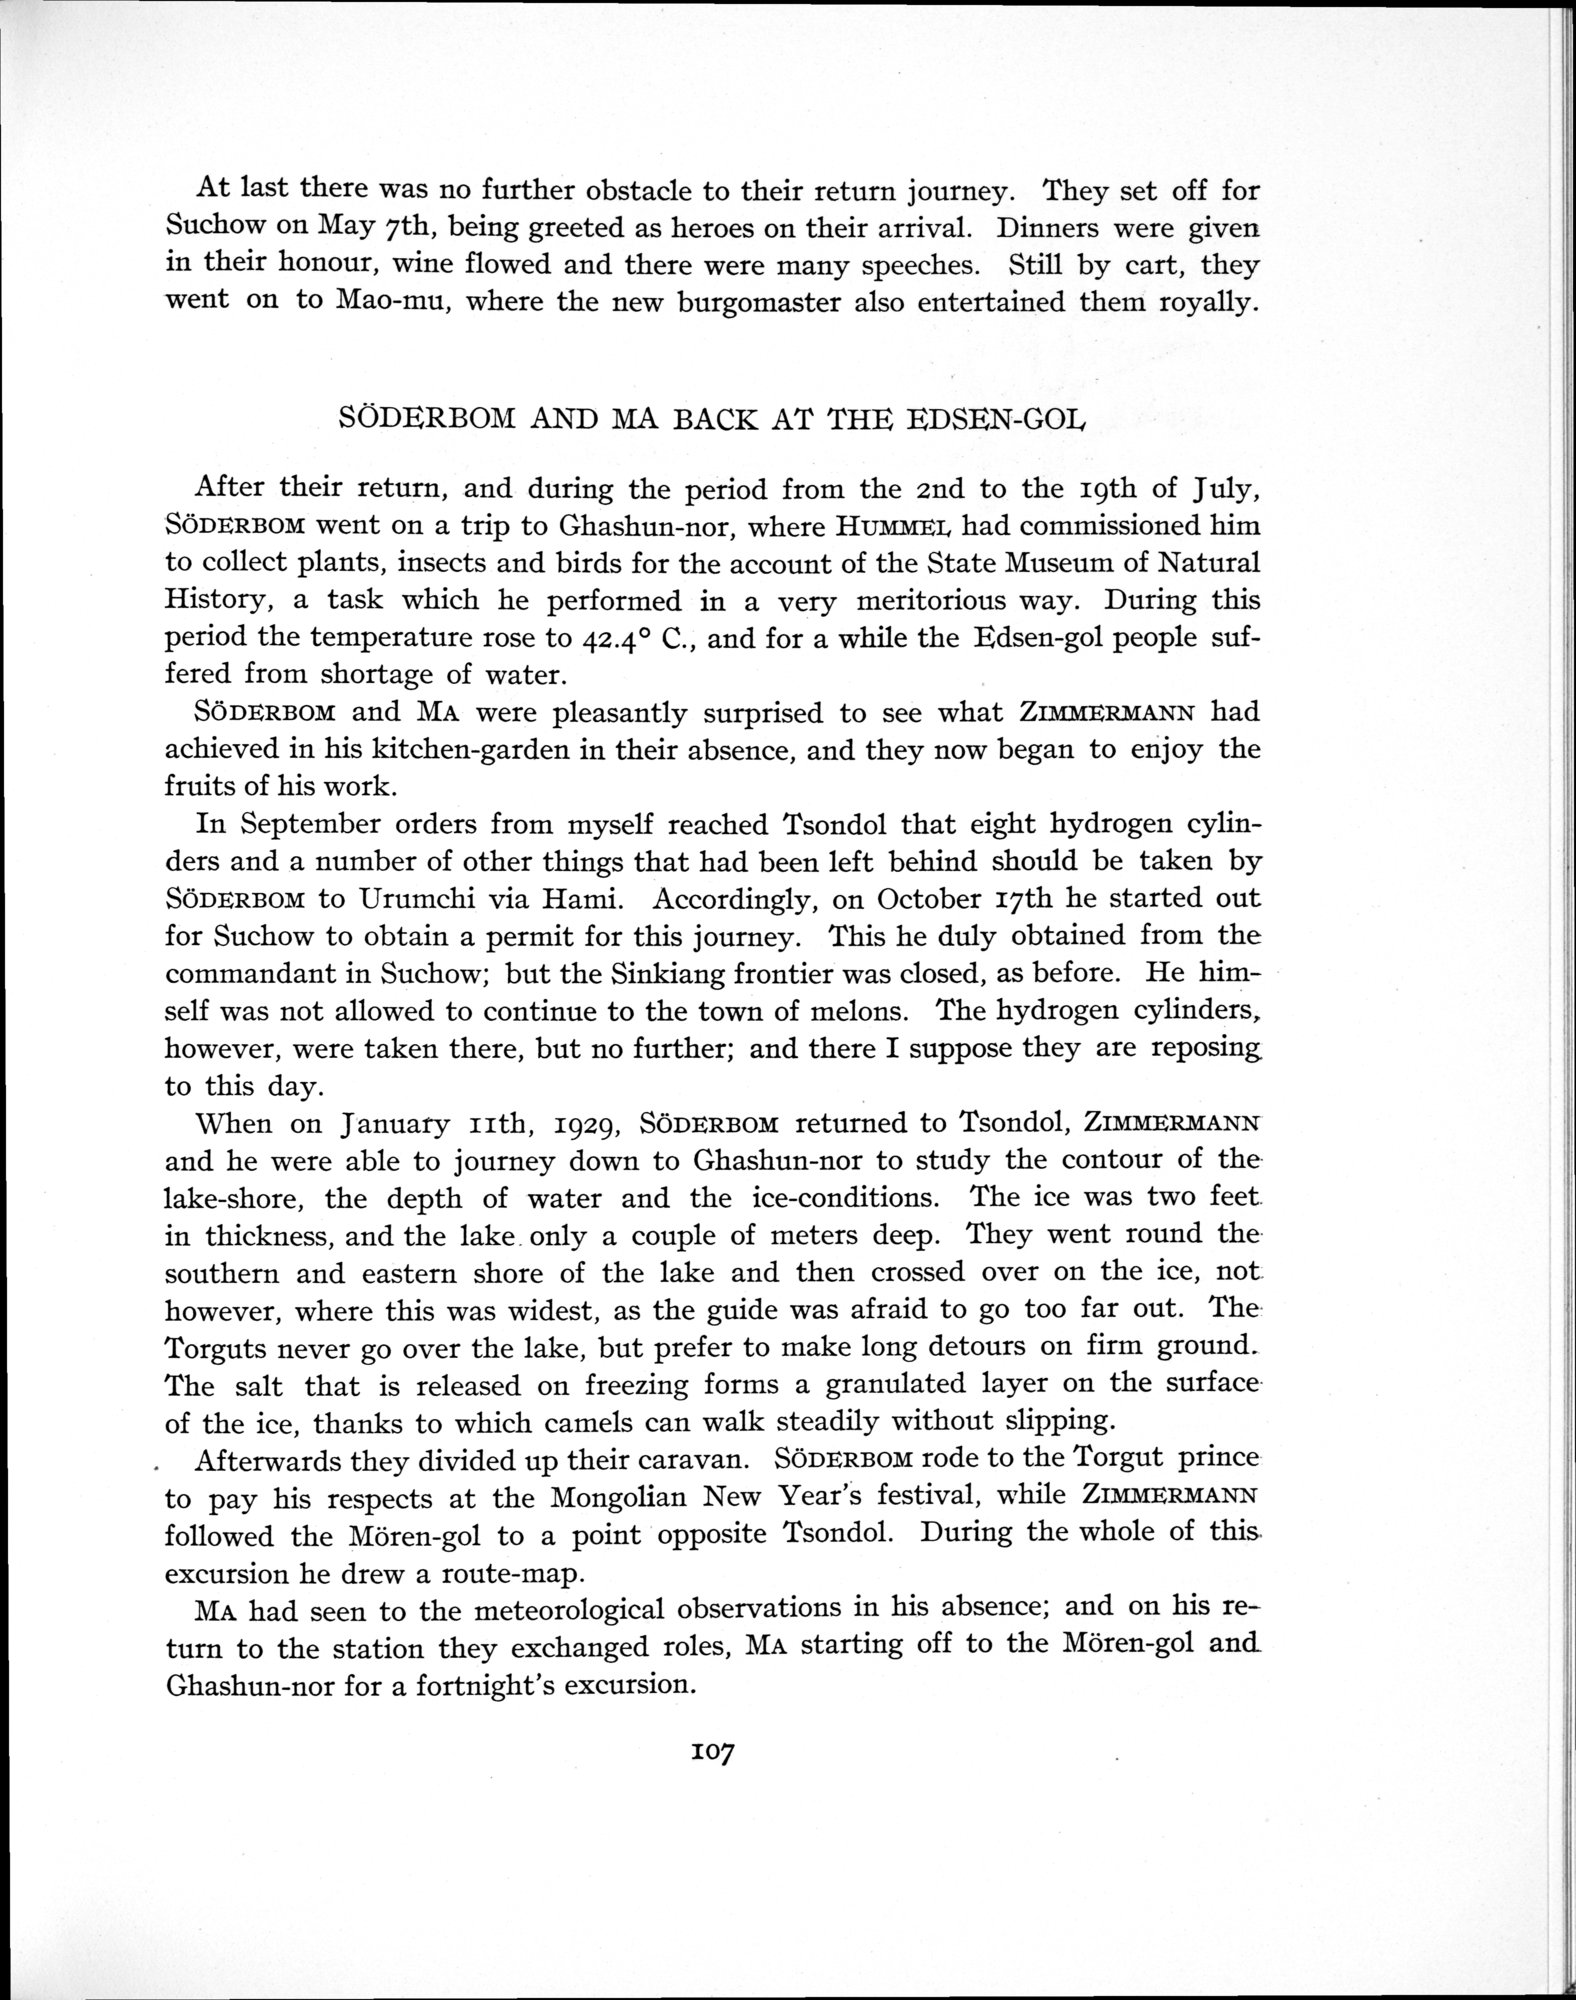 At last there was no further obstacle to their return journey. They set off for
Suchow on May 7th, being greeted as heroes on their arrival. Dinners were given
in their honour, wine flowed and there were many speeches. Still by cart, they
went on to Mao-mu, where the new burgomaster also entertained them royally.
SÖDERBOM AND MA BACK AT THE EDSEN-GOL
After their return, and during the period from the 2nd to the 19th of July,
SÖDERBOM went on a trip to Ghashun-nor, where HUMMEL had commissioned him
to collect plants, insects and birds for the account of the State Museum of Natural
History, a task which he performed in a very meritorious way. During this
period the temperature rose to 42.4° C., and for a while the Edsen-gol people suf-
fered from shortage of water.
SÖDERBOM and MA were pleasantly surprised to see what ZIMMERMANN had
achieved in his kitchen-garden in their absence, and they now began to enjoy the
fruits of his work.
In September orders from myself reached Tsondol that eight hydrogen cylin-
ders and a number of other things that had been left behind should be taken by
SÖDERBOM to Urumchi via Hami. Accordingly, on October 17th he started out
for Suchow to obtain a permit for this journey. This he duly obtained from the
commandant in Suchow; but the Sinkiang frontier was closed, as before. He him-
self was not allowed to continue to the town of melons. The hydrogen cylinders,
however, were taken there, but no further; and there I suppose they are reposing
to this day.
When on January 11th, 1929, SÖDERBOM returned to Tsondol, ZIMMERMANN
and he were able to journey down to Ghashun-nor to study the contour of the
lake-shore, the depth of water and the ice-conditions. The ice was two feet
in thickness, and the lake only a couple of meters deep. They went round the
southern and eastern shore of the lake and then crossed over on the ice, not
however, where this was widest, as the guide was afraid to go too far out. The
Torguts never go over the lake, but prefer to make long detours on firm ground.
The salt that is released on freezing forms a granulated layer on the surface
of the ice, thanks to which camels can walk steadily without slipping.
Afterwards they divided up their caravan. SÖDERBOM rode to the Torgut prince
to pay his respects at the Mongolian New Year's festival, while ZIMMERMANN
followed the Mören-gol to a point opposite Tsondol. During the whole of this
excursion he drew a route-map.
MA had seen to the meteorological observations in his absence; and on his re-
turn to the station they exchanged roles, MA starting off to the Mören-gol and
Ghashun-nor for a fortnight's excursion.
107